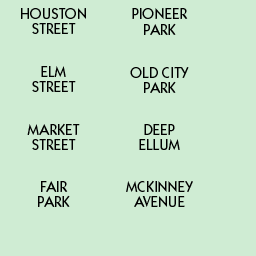 HOUSTON
STREET
PIONEER
PARK
ELM
STREET
OLD CITY
PARK
MARKET
STREET
DEEP
ELLUM
FAIR
PARK
MCKINNEY
AVENUE